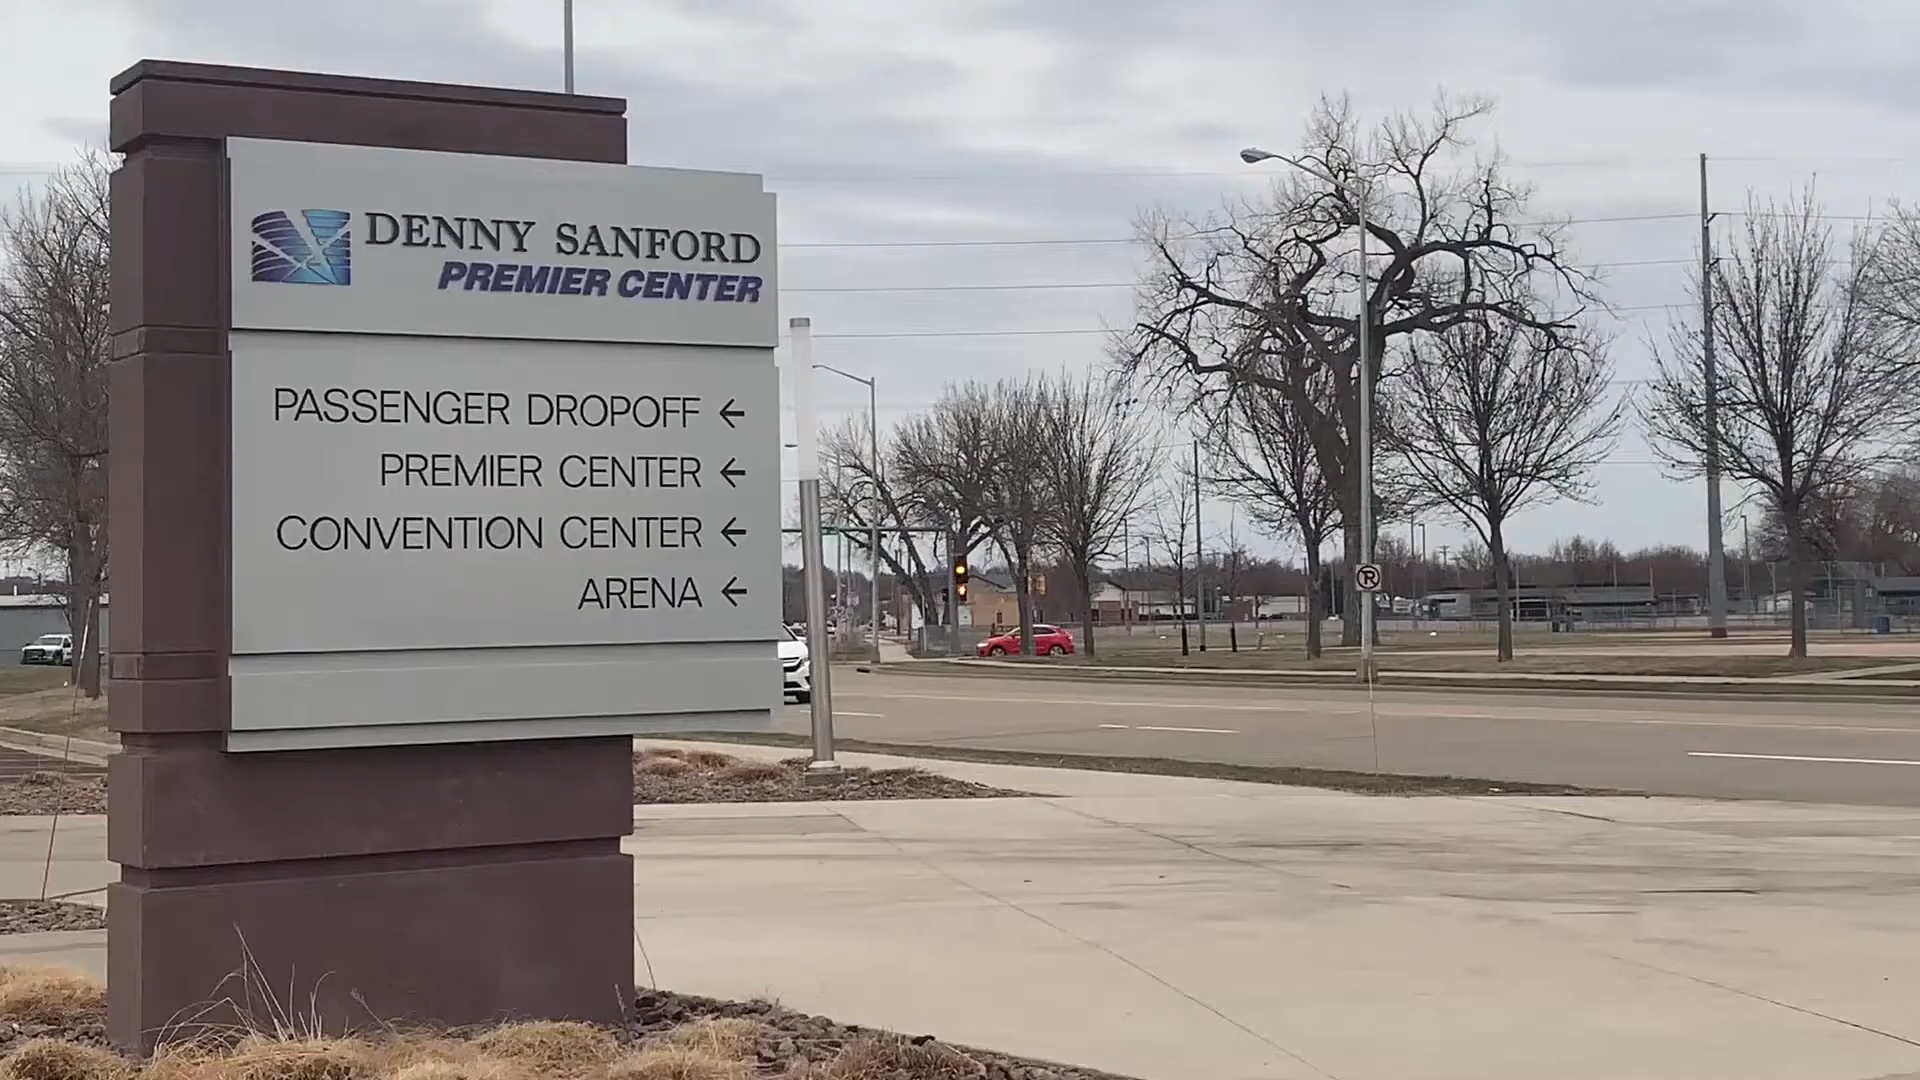 DENNY SANFORD
PREMIER CENTER
PASSENGER DROPOFF ←
PREMIER CENTER ←
CONVENTION CENTER ←
ARENA ←
P